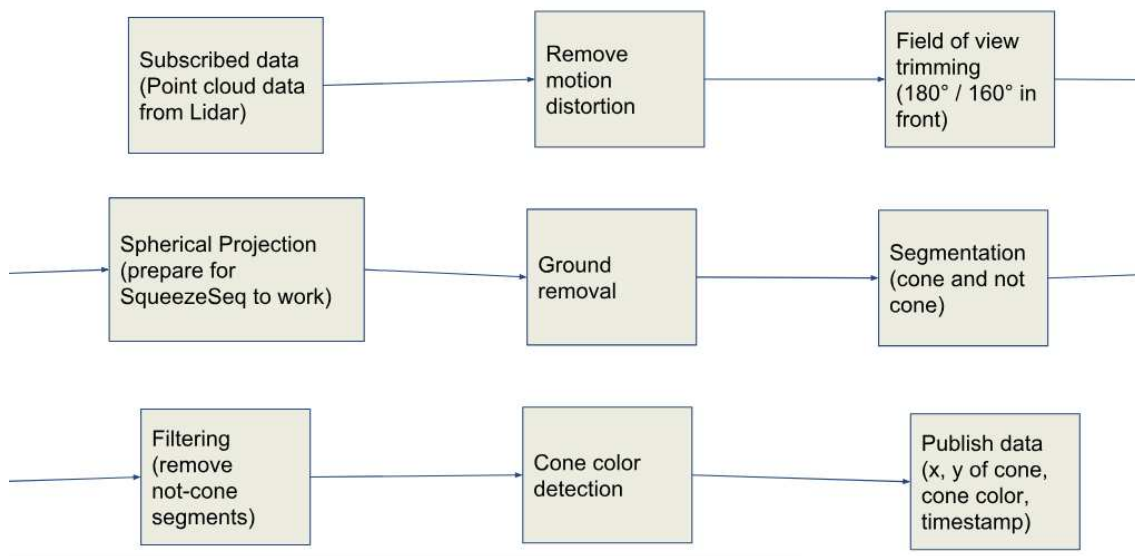 Subscribed data
(Point cloud data
from Lidar)
Remove
motion
distortion
Field of view
trimming
(180° / 160° in
front)
Spherical Projection
(prepare for
SqueezeSeq to work)
Ground
removal
Segmentation
(cone and not
cone)
Filtering
(remove
not-cone
segments)
Cone color
detection
Publish data
(x, y of cone,
cone color,
timestamp)